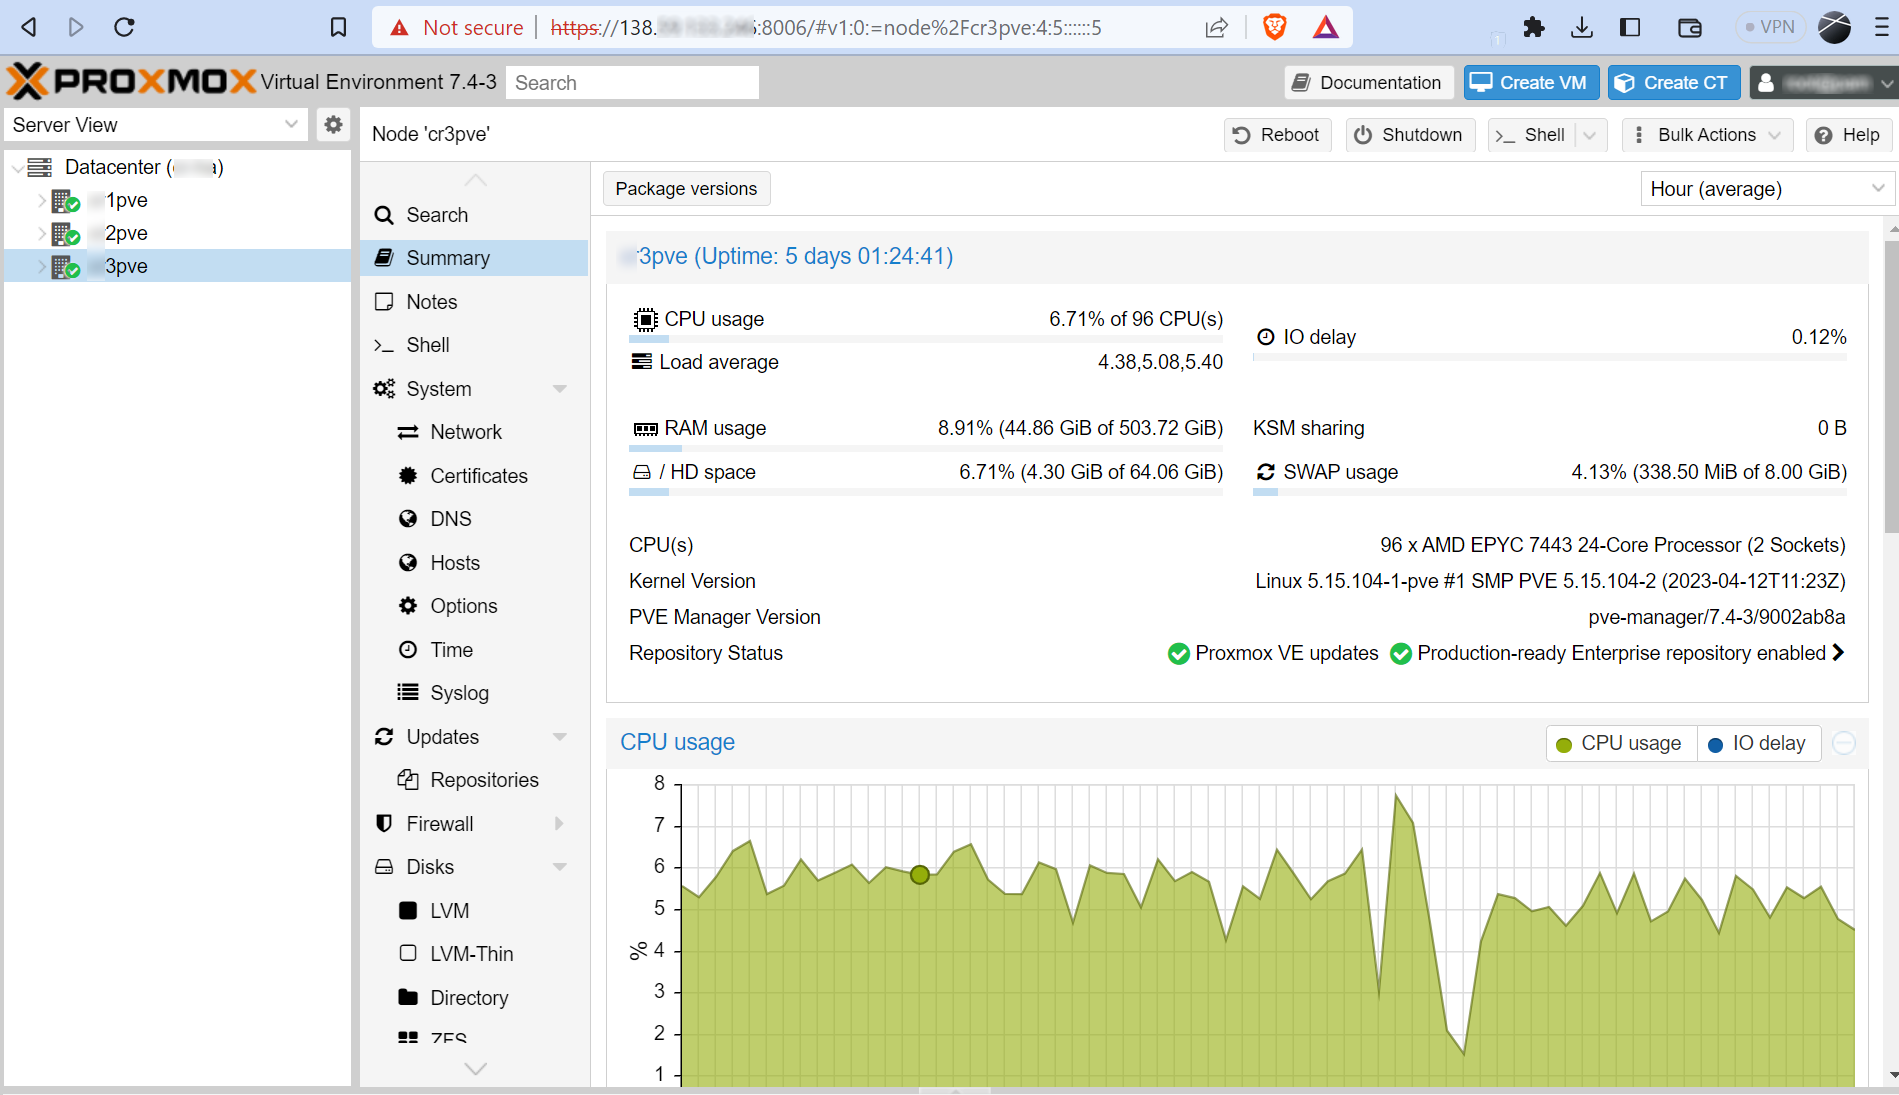 Not secure https://138. :8006/#v1:0:=node%2Fcr3pve:4:5::::::5 VPN
PROXMOX Virtual Environment 7.4-3 Search Documentation Create VM Create CT
Server View
Datacenter ( a)
1pve
2pve
3pve
Node 'cr3pve' Reboot Shutdown Shell Bulk Actions Help
Search
Summary
Notes
Shell
System
Network
Certificates
DNS
Hosts
Options
Time
Syslog
Updates
Repositories
Firewall
Disks
LVM
LVM-Thin
Directory
ZFS
Package versions Hour (average)
3pve (Uptime: 5 days 01:24:41)
CPU usage 6.71% of 96 CPU(s)
IO delay 0.12%
Load average 4.38,5.08,5.40
RAM usage 8.91% (44.86 GiB of 503.72 GiB)
KSM sharing 0 B
/ HD space 6.71% (4.30 GiB of 64.06 GiB)
SWAP usage 4.13% (338.50 MiB of 8.00 GiB)
CPU(s) 96 x AMD EPYC 7443 24-Core Processor (2 Sockets)
Kernel Version Linux 5.15.104-1-pve #1 SMP PVE 5.15.104-2 (2023-04-12T11:23Z)
PVE Manager Version pve-manager/7.4-3/9002ab8a
Repository Status Proxmox VE updates Production-ready Enterprise repository enabled
CPU usage CPU usage IO delay
8
7
6
5
% 4
3
2
1